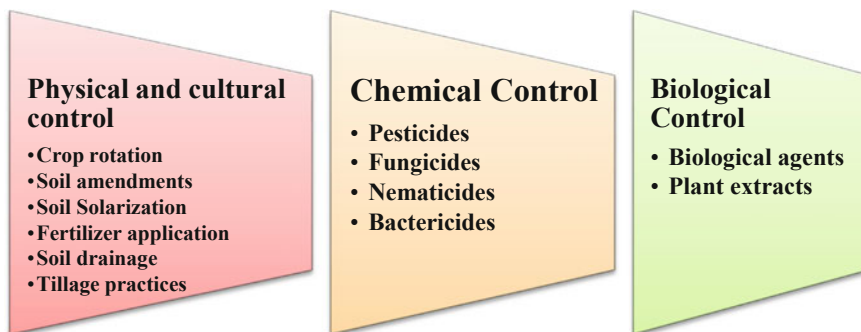 Physical and cultural
control
•Crop rotation
•Soil amendments
•Soil Solarization
•Fertilizer application
•Soil drainage
•Tillage practices
Chemical Control
• Pesticides
• Fungicides
• Nematicides
• Bactericides
Biological
Control
• Biological agents
• Plant extracts